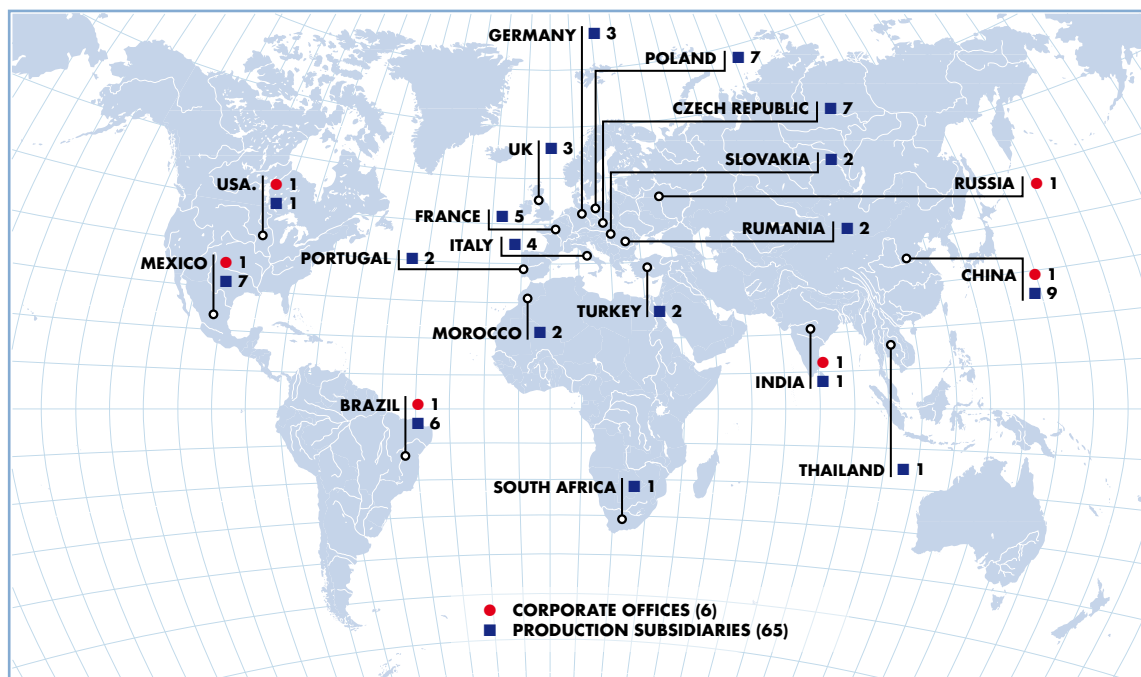 GERMANY 3
POLAND 7
CZECH REPUBLIC 7
UK 3
SLOVAKIA 2
USA. 1
1
RUSSIA 1
FRANCE 5
RUMANIA 2
ITALY 4
PORTUGAL 2
MEXICO 1
7
CHINA 1
9
TURKEY 2
MOROCCO 2
INDIA 1
1
BRAZIL 1
6
THAILAND 1
SOUTH AFRICA 1
CORPORATE OFFICES (6)
PRODUCTION SUBSIDIARIES (65)